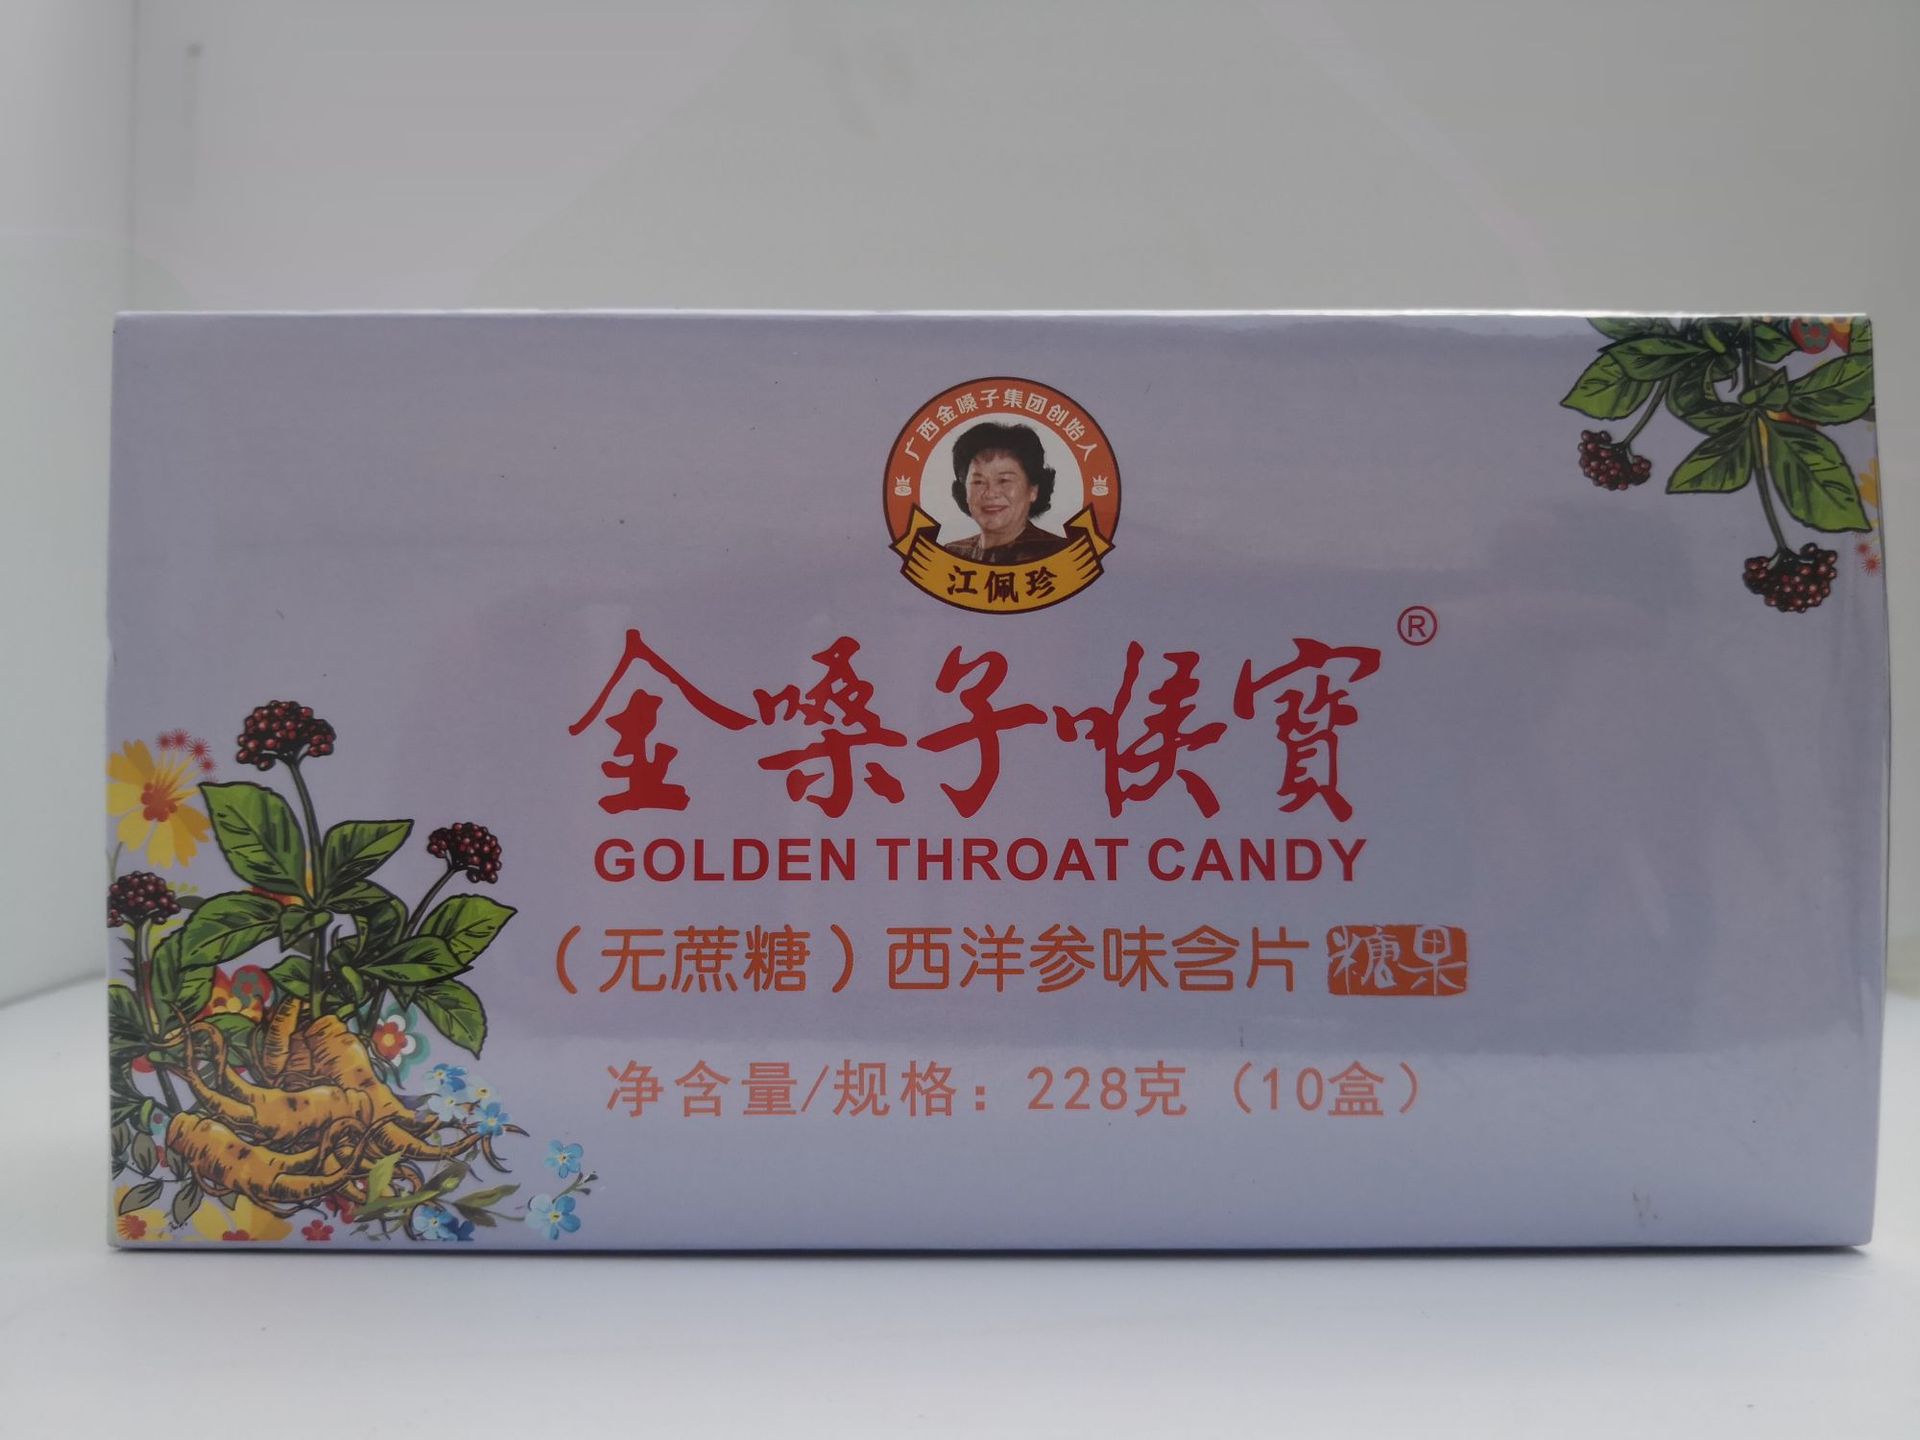 广西金嗓子集团创始人
江佩珍
金嗓子喉寶®
GOLDEN THROAT CANDY
（无蔗糖）西洋参味含片 糖果
净含量/规格：228克（10盒）